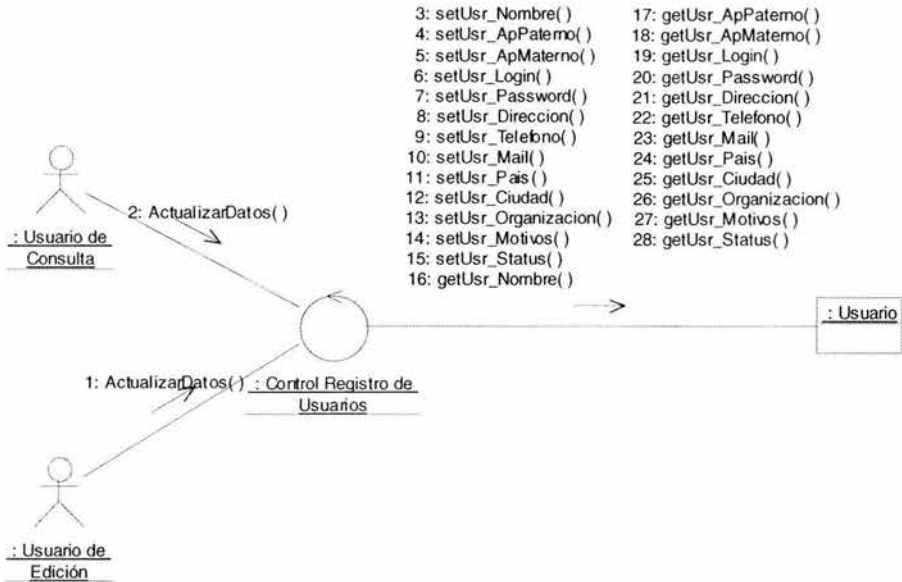 3: setUsr_Nombre( )
4: setUsr_ApPaterno( )
5: setUsr_ApMaterno( )
6: setUsr_Login( )
7: setUsr_Password( )
8: setUsr_Direccion( )
9: setUsr_Telefono( )
10: setUsr_Mail( )
11: setUsr_Pais( )
12: setUsr_Ciudad( )
13: setUsr_Organizacion( )
14: setUsr_Motivos( )
15: setUsr_Status( )
16: getUsr_Nombre( )
17: getUsr_ApPaterno( )
18: getUsr_ApMaterno( )
19: getUsr_Login( )
20: getUsr_Password( )
21: getUsr_Direccion( )
22: getUsr_Telefono( )
23: getUsr_Mail( )
24: getUsr_Pais( )
25: getUsr_Ciudad( )
26: getUsr_Organizacion( )
27: getUsr_Motivos( )
28: getUsr_Status( )
2: ActualizarDatos( )
: Usuario de
Consulta
: Usuario
1: ActualizarDatos( )
: Control Registro de
Usuarios
: Usuario de
Edición